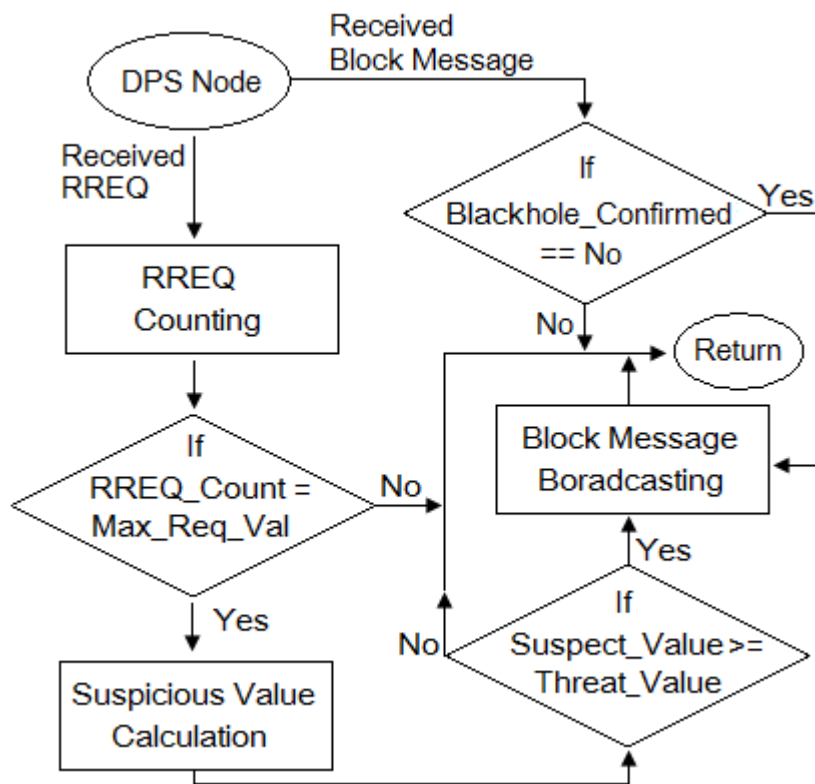 Received
Block Message
DPS Node
Received
RREQ
If
Blackhole_Confirmed
== No
Yes
No
RREQ
Counting
Return
If
RREQ_Count =
Max_Req_Val
No
Yes
Block Message
Boradcasting
Yes
If
Suspect_Value >=
Threat_Value
No
Suspicious Value
Calculation